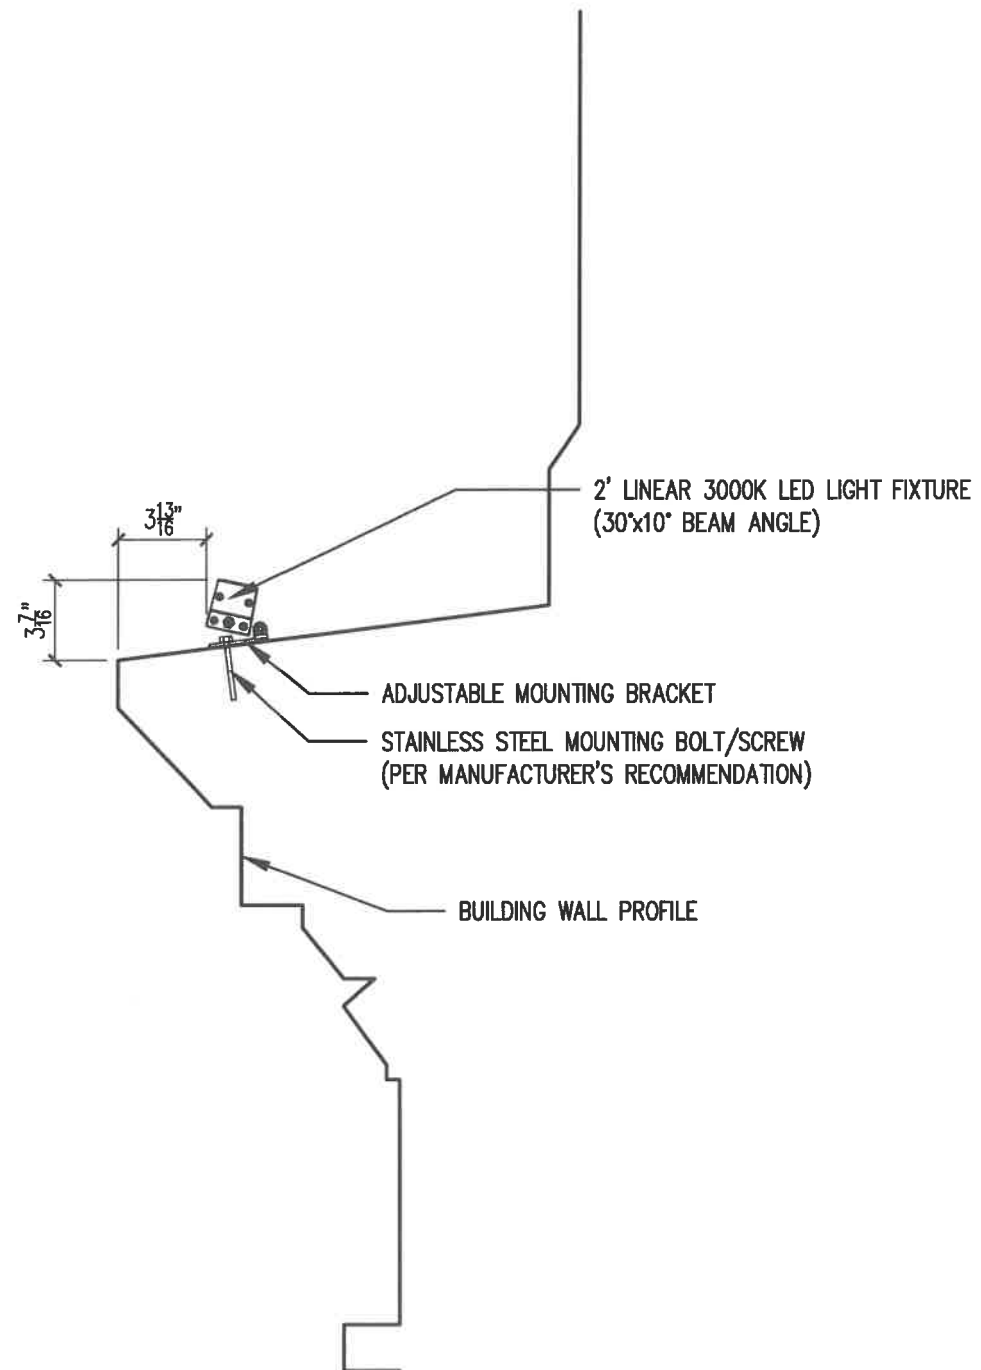 2' LINEAR 3000K LED LIGHT FIXTURE
(30°x10° BEAM ANGLE)
3 13/16"
3 7/16"
ADJUSTABLE MOUNTING BRACKET
STAINLESS STEEL MOUNTING BOLT/SCREW
(PER MANUFACTURER'S RECOMMENDATION)
BUILDING WALL PROFILE